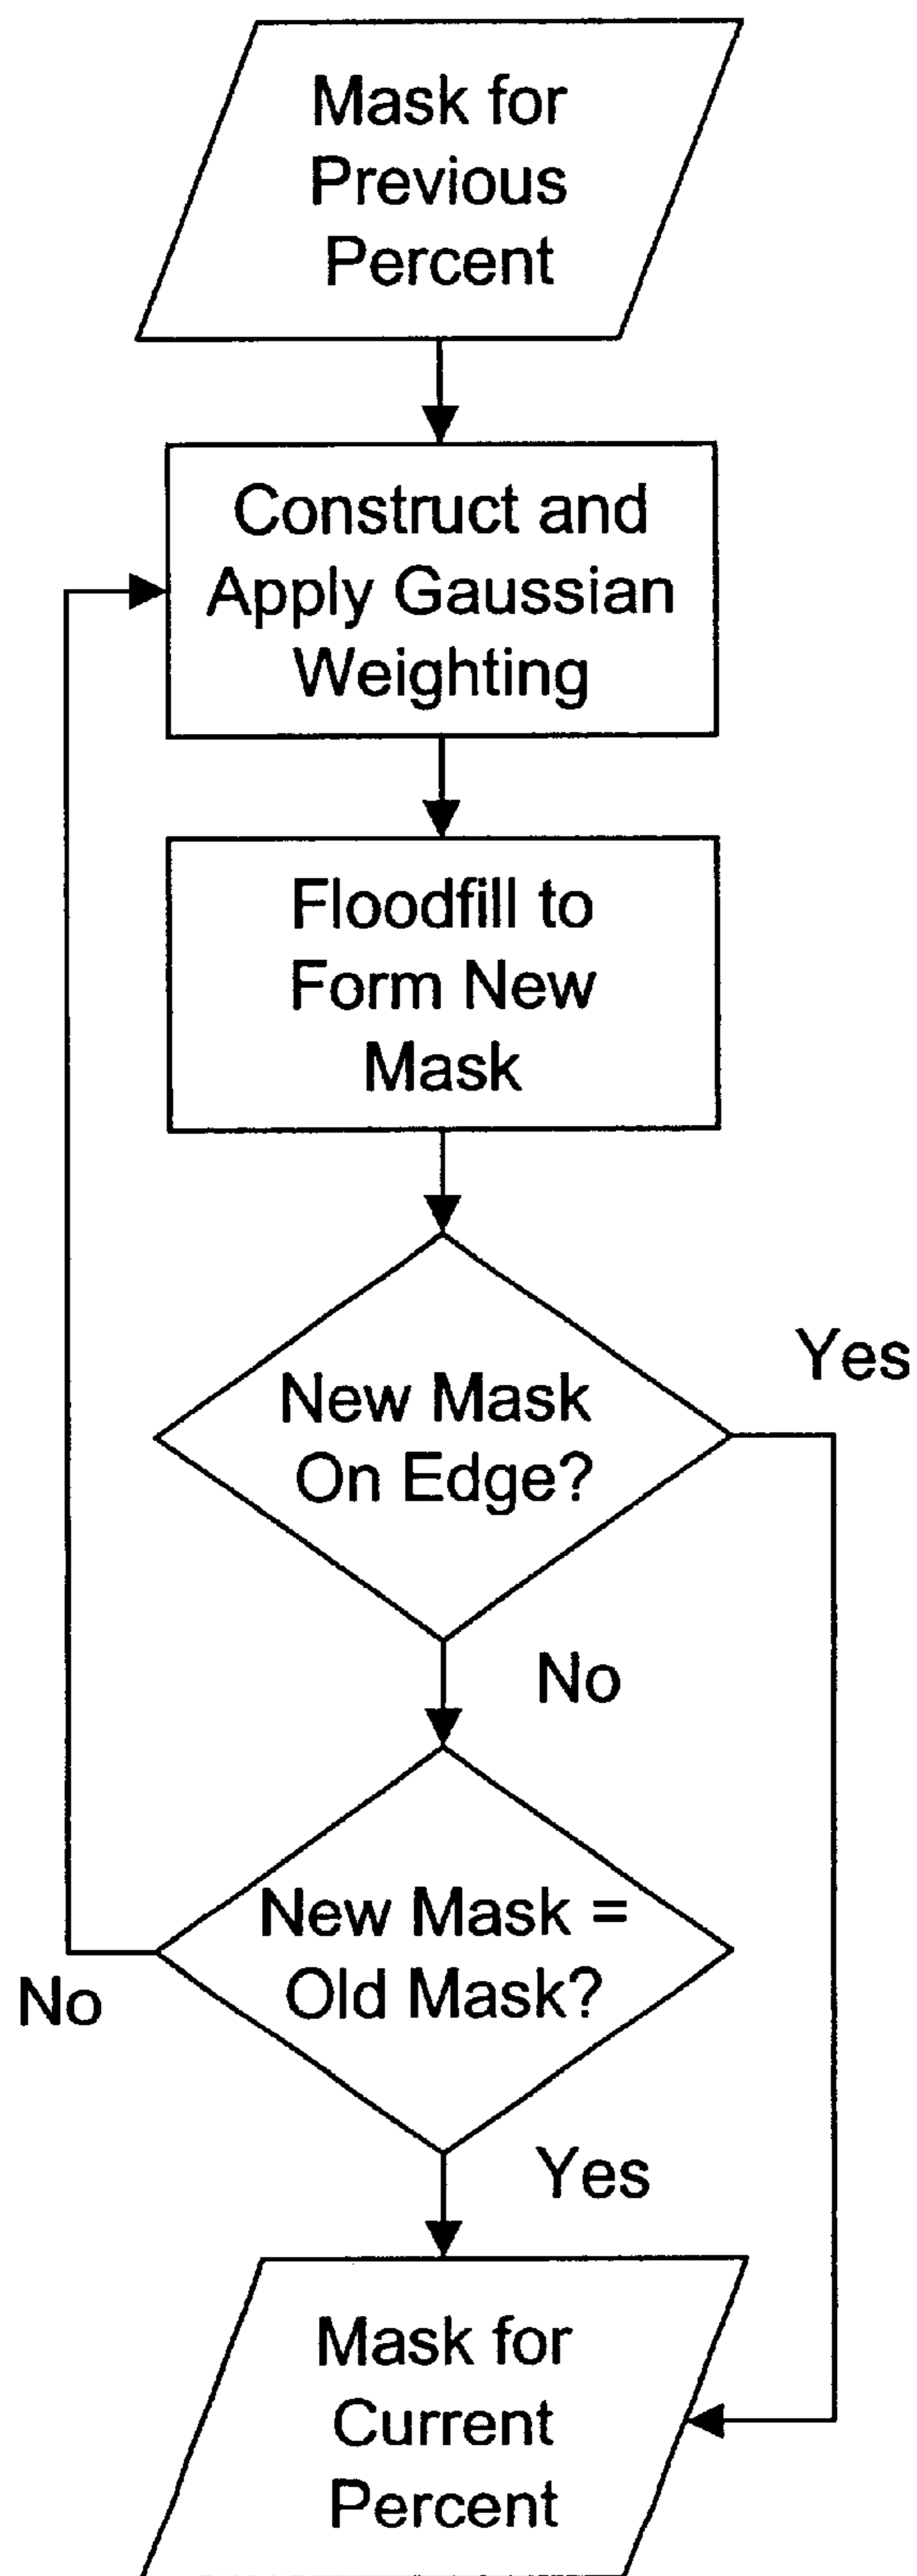 Mask for
Previous
Percent
Construct and
Apply Gaussian
Weighting
Floodfill to
Form New
Mask
Yes
New Mask
On Edge?
No
New Mask =
Old Mask?
No
Yes
Mask for
Current
Percent